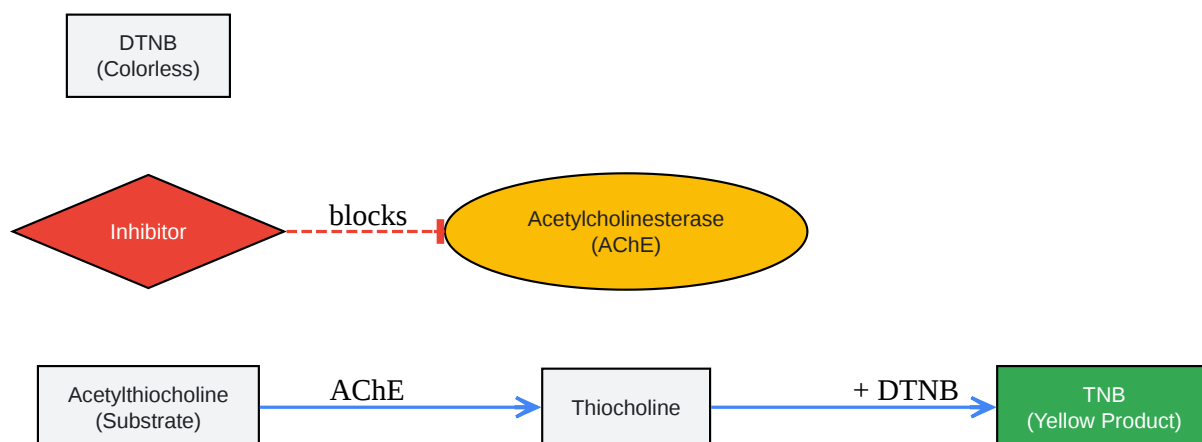 DTNB
(Colorless)
Inhibitor
blocks
Acetylcholinesterase
(AChE)
Acetylthiocholine
(Substrate)
AChE
Thiocholine
+ DTNB
TNB
(Yellow Product)